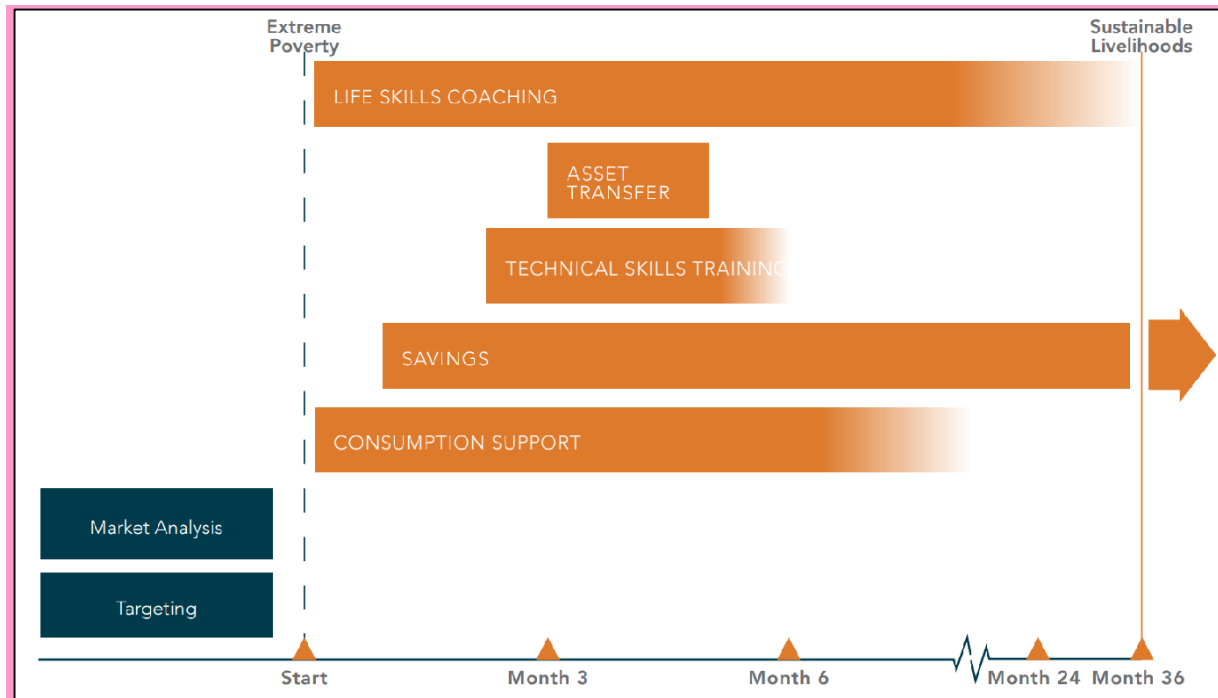 Extreme
Poverty
Sustainable
Livelihoods
LIFE SKILLS COACHING
ASSET
TRANSFER
TECHNICAL SKILLS TRAINING
SAVINGS
CONSUMPTION SUPPORT
Market Analysis
Targeting
Start
Month 3
Month 6
Month 24
Month 36